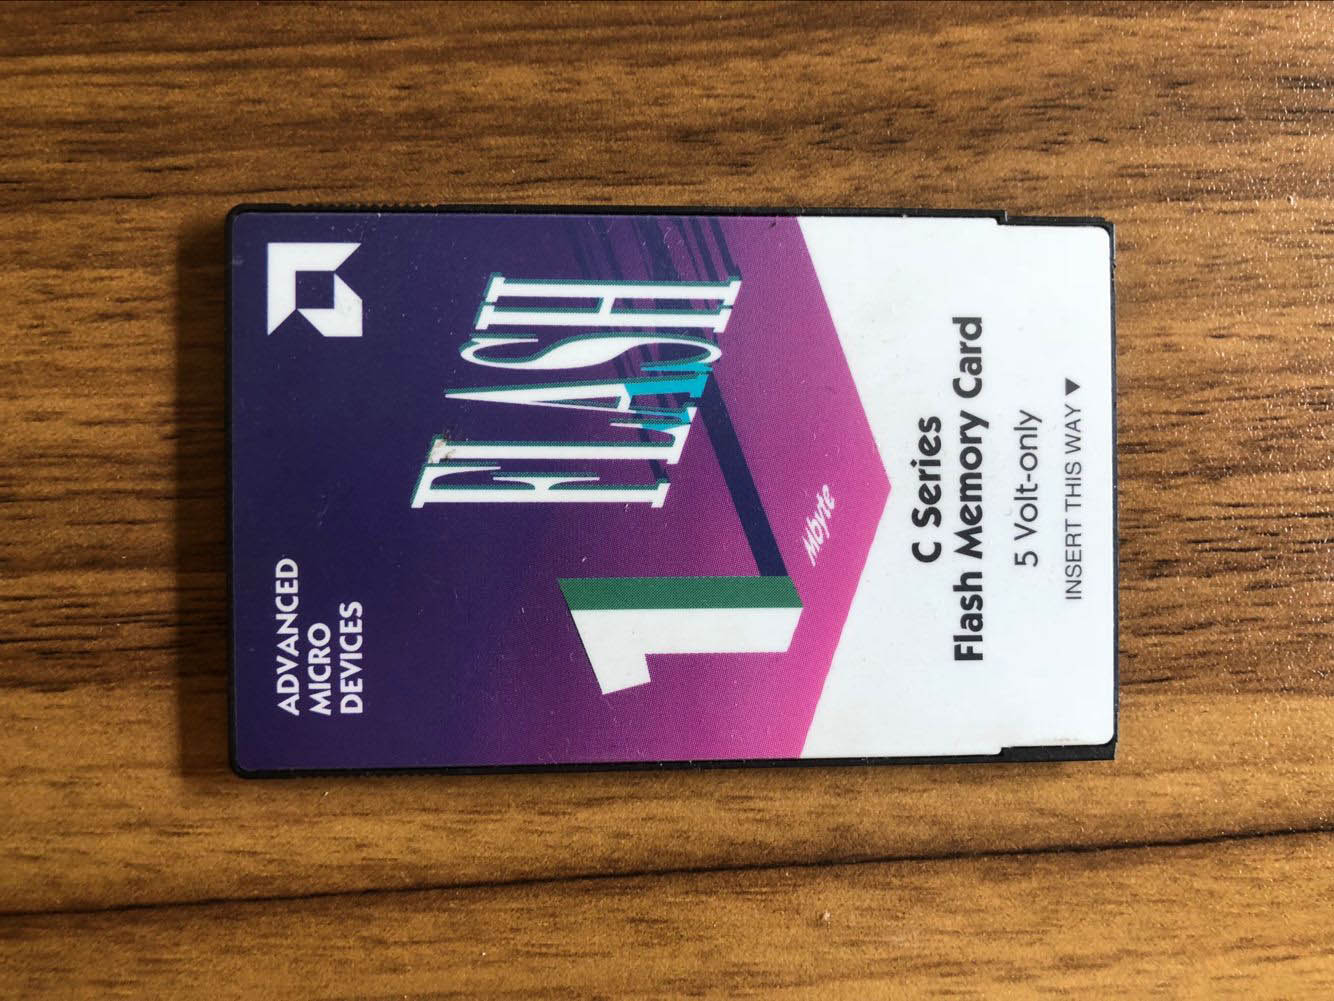 ADVANCED
MICRO
DEVICES
FLASH
1
Mbyte
C Series
Flash Memory Card
5 Volt-only
INSERT THIS WAY ▼